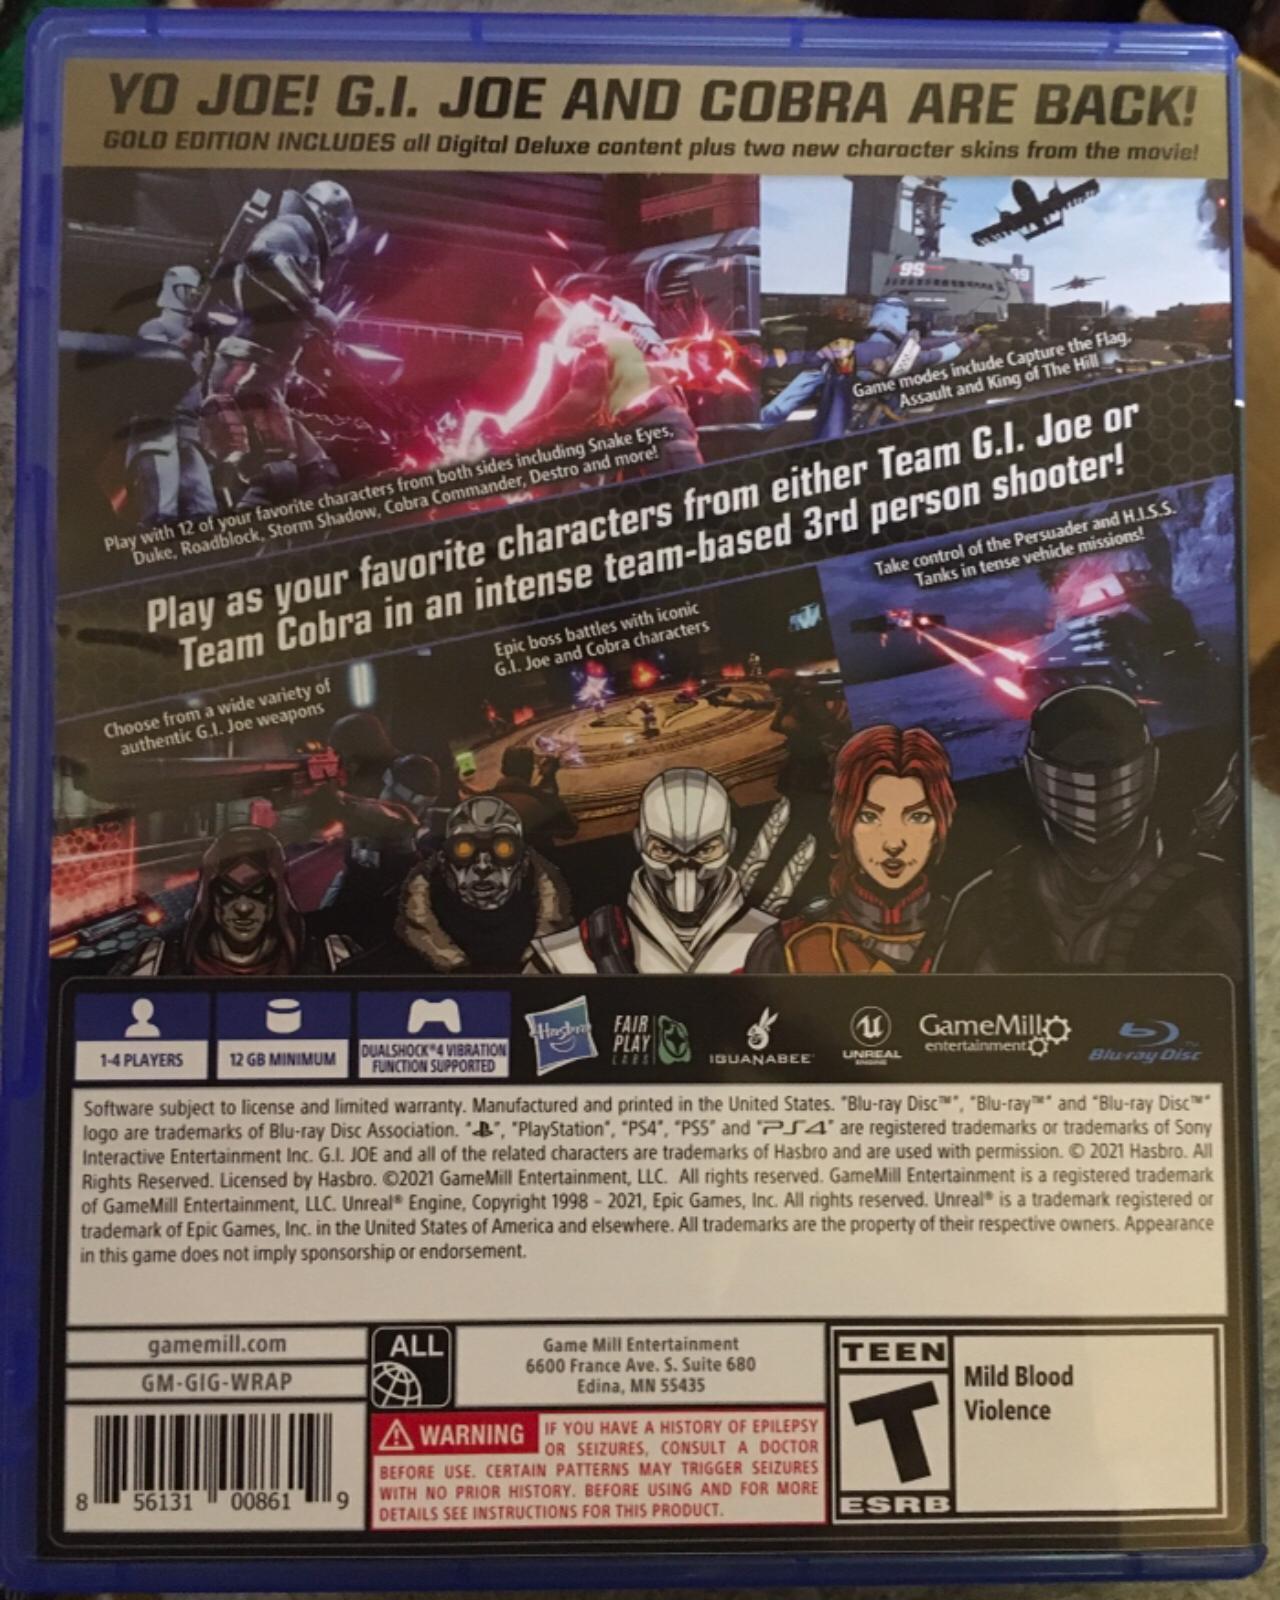 YO JOE! G.I. JOE AND COBRA ARE BACK!
GOLD EDITION INCLUDES all Digital Deluxe content plus two new character skins from the movie!
99
Game modes include Capture the Flag,
Assault and King of The Hill
Play with 12 of your favorite characters from both sides including Snake Eyes,
Duke, Roadblock, Storm Shadow, Cobra Commander, Destro and more!
Play as your favorite characters from either Team G.I. Joe or
Team Cobra in an intense team-based 3rd person shooter!
Take control of the Persuader and H.I.S.S.
Tanks in tense vehicle missions!
Epic boss battles with iconic
G.I. Joe and Cobra characters
Choose from a wide variety of
authentic G.I. Joe weapons
1-4 PLAYERS
12 GB MINIMUM
DUALSHOCK®4 VIBRATION
FUNCTION SUPPORTED
Hasbro
FAIR
PLAY
LABS
IGUANABEE
UNREAL
ENGINE
GameMill
entertainment
Blu-ray Disc™
Software subject to license and limited warranty. Manufactured and printed in the United States. "Blu-ray Disc™", "Blu-ray™" and "Blu-ray Disc™"
logo are trademarks of Blu-ray Disc Association. "", "PlayStation", "PS4", "PS5" and "PS4" are registered trademarks or trademarks of Sony
Interactive Entertainment Inc. G.I. JOE and all of the related characters are trademarks of Hasbro and are used with permission. © 2021 Hasbro. All
Rights Reserved. Licensed by Hasbro. ©2021 GameMill Entertainment, LLC. All rights reserved. GameMill Entertainment is a registered trademark
of GameMill Entertainment, LLC. Unreal® Engine, Copyright 1998 – 2021, Epic Games, Inc. All rights reserved. Unreal® is a trademark registered or
trademark of Epic Games, Inc. in the United States of America and elsewhere. All trademarks are the property of their respective owners. Appearance
in this game does not imply sponsorship or endorsement.
gamemill.com
GM-GIG-WRAP
8 56131 00861 9
ALL
Game Mill Entertainment
6600 France Ave. S. Suite 680
Edina, MN 55435
WARNING IF YOU HAVE A HISTORY OF EPILEPSY
OR SEIZURES, CONSULT A DOCTOR
BEFORE USE. CERTAIN PATTERNS MAY TRIGGER SEIZURES
WITH NO PRIOR HISTORY. BEFORE USING AND FOR MORE
DETAILS SEE INSTRUCTIONS FOR THIS PRODUCT.
TEEN
T
ESRB
Mild Blood
Violence